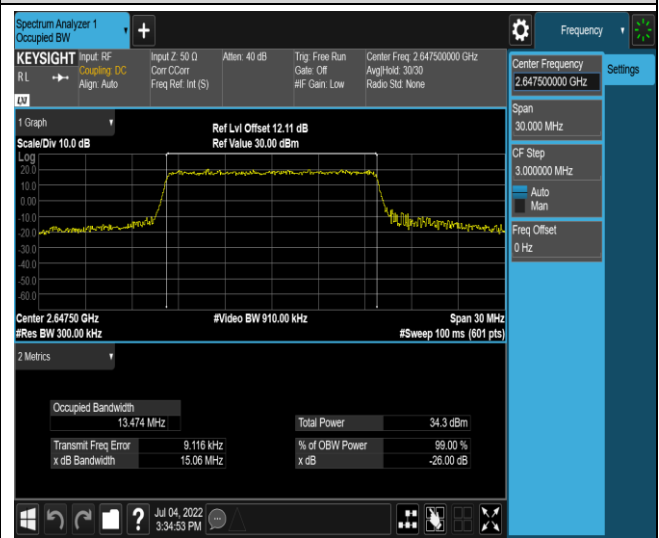 Spectrum Analyzer 1
Occupied BW
+
Frequency
KEYSIGHT
R L
LXI
Input: RF
Coupling: DC
Align: Auto
Input Z: 50 Ω
Corr CCorr
Freq Ref: Int (S)
Atten: 40 dB
Trig: Free Run
Gate: Off
#IF Gain: Low
Center Freq: 2.647500000 GHz
Avg|Hold: 30/30
Radio Std: None
Center Frequency
2.647500000 GHz
Settings
Span
30.000 MHz
CF Step
3.000000 MHz
Auto
Man
Freq Offset
0 Hz
1 Graph
Scale/Div 10.0 dB
Ref Lvl Offset 12.11 dB
Ref Value 30.00 dBm
Log
20.0
10.0
0.00
-10.0
-20.0
-30.0
-40.0
-50.0
-60.0
Center 2.64750 GHz
#Res BW 300.00 kHz
#Video BW 910.00 kHz
Span 30 MHz
#Sweep 100 ms (601 pts)
2 Metrics
Occupied Bandwidth
13.474 MHz
Total Power 34.3 dBm
Transmit Freq Error 9.116 kHz
% of OBW Power 99.00 %
x dB Bandwidth 15.06 MHz
x dB -26.00 dB
?
Jul 04, 2022
3:34:53 PM